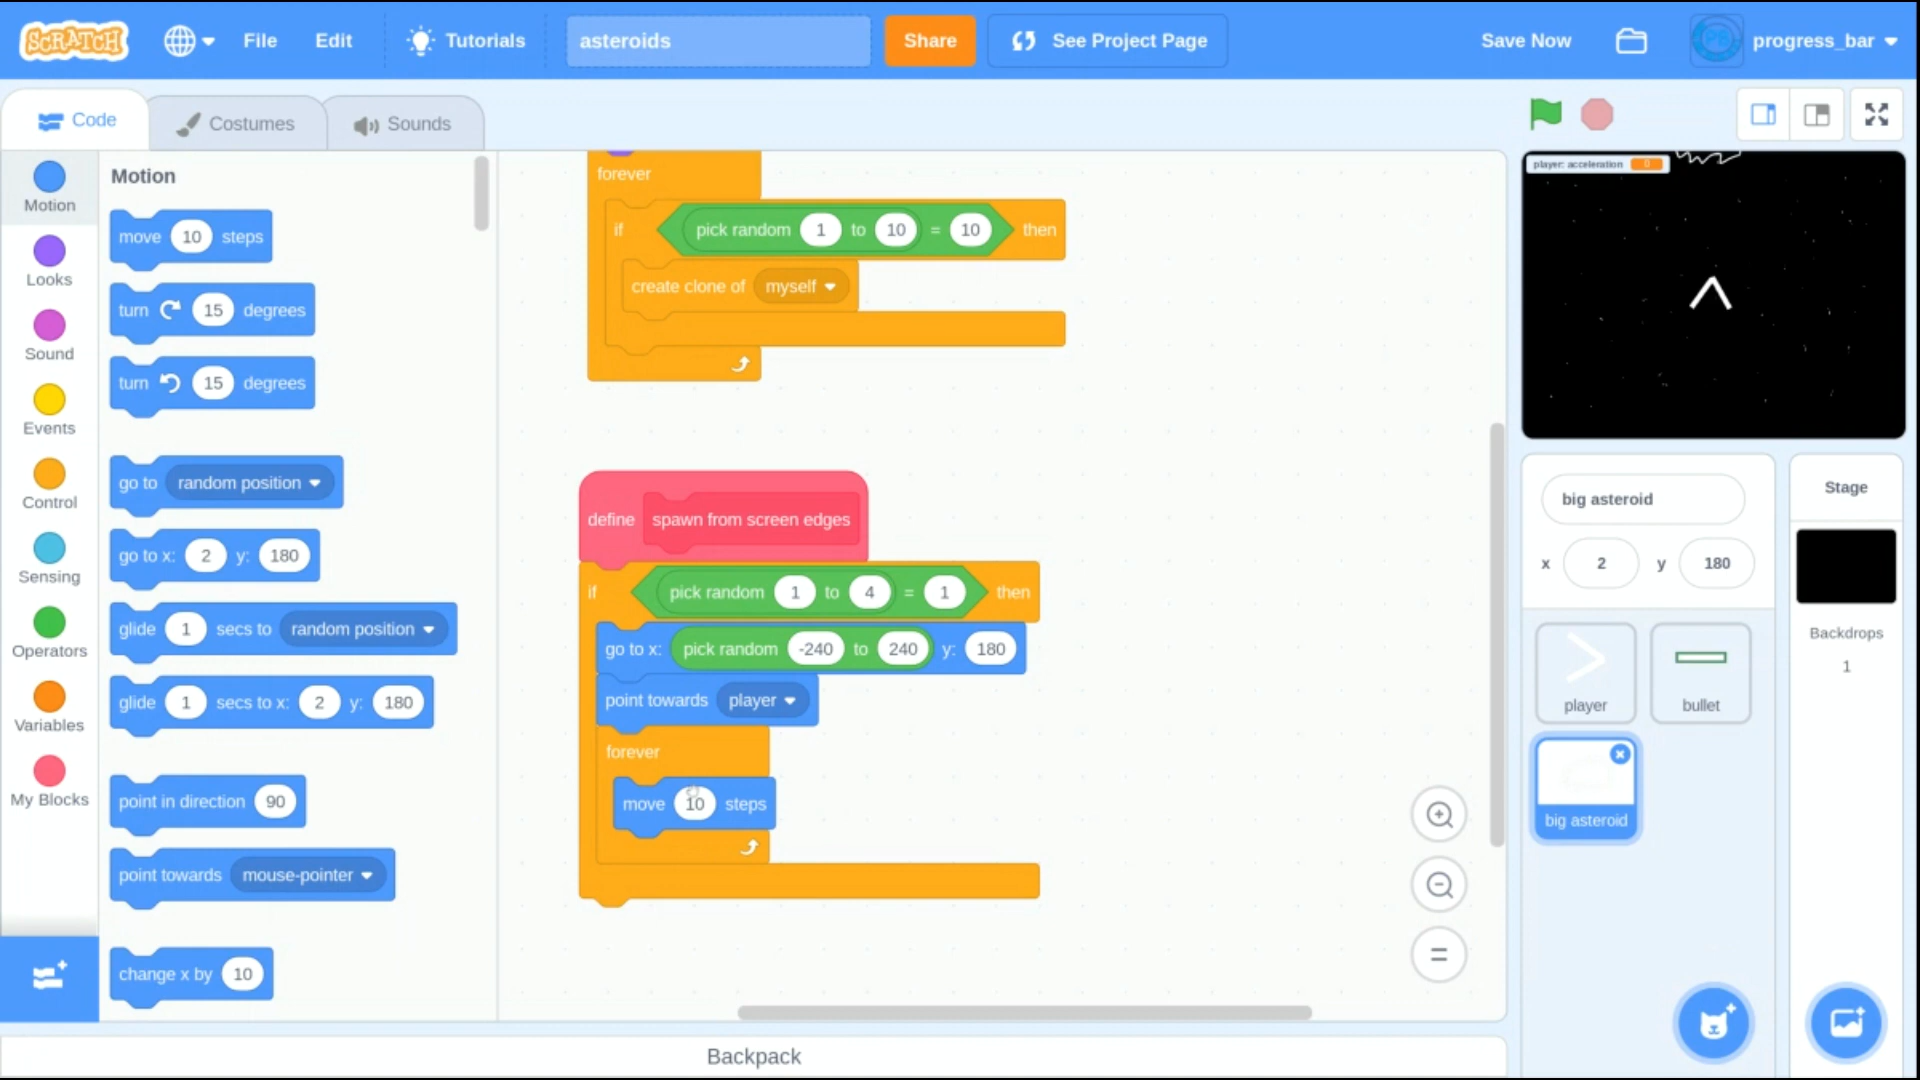 SCRATCH
File
Edit
Tutorials
asteroids
Share
See Project Page
Save Now
progress_bar
Code
Costumes
Sounds
Motion
Looks
Sound
Events
Control
Sensing
Operators
Variables
My Blocks
Motion
move 10 steps
turn 15 degrees
turn 15 degrees
go to random position
go to x: 2 y: 180
glide 1 secs to random position
glide 1 secs to x: 2 y: 180
point in direction 90
point towards mouse-pointer
change x by 10
forever
if pick random 1 to 10 = 10 then
create clone of myself
define spawn from screen edges
if pick random 1 to 4 = 1 then
go to x: pick random -240 to 240 y: 180
point towards player
forever
move 10 steps
Backpack
player: acceleration 0
big asteroid
x 2 y 180
player
bullet
big asteroid
Stage
Backdrops
1